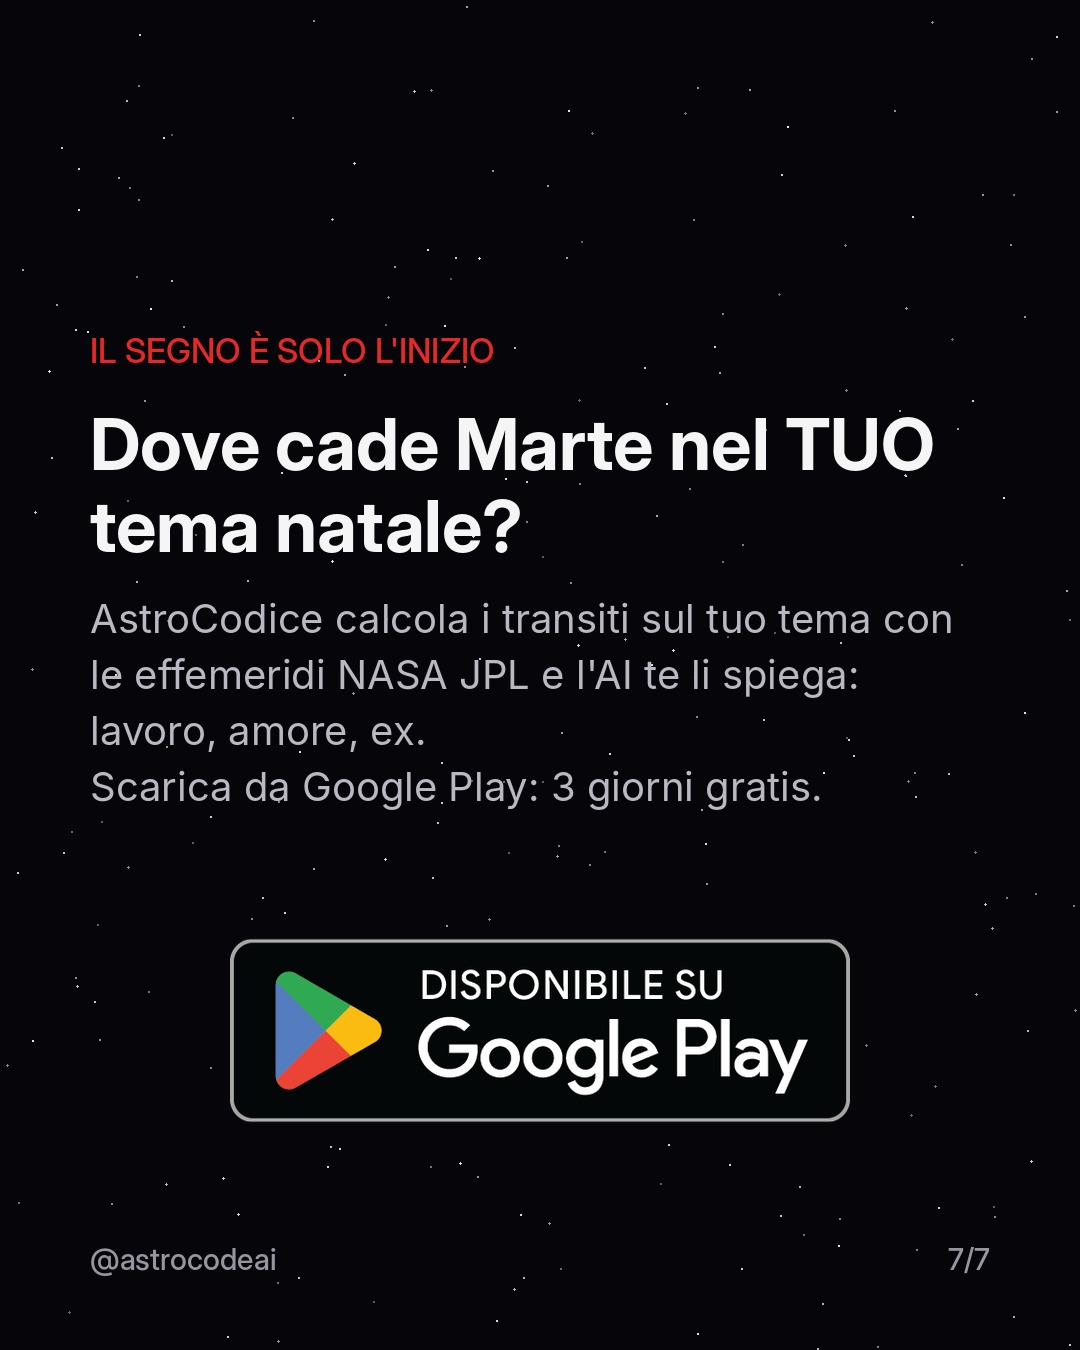 IL SEGNO È SOLO L'INIZIO
Dove cade Marte nel TUO
tema natale?
AstroCodice calcola i transiti sul tuo tema con
le effemeridi NASA JPL e l'AI te li spiega:
lavoro, amore, ex.
Scarica da Google Play: 3 giorni gratis.
DISPONIBILE SU
Google Play
@astrocodeai
7/7